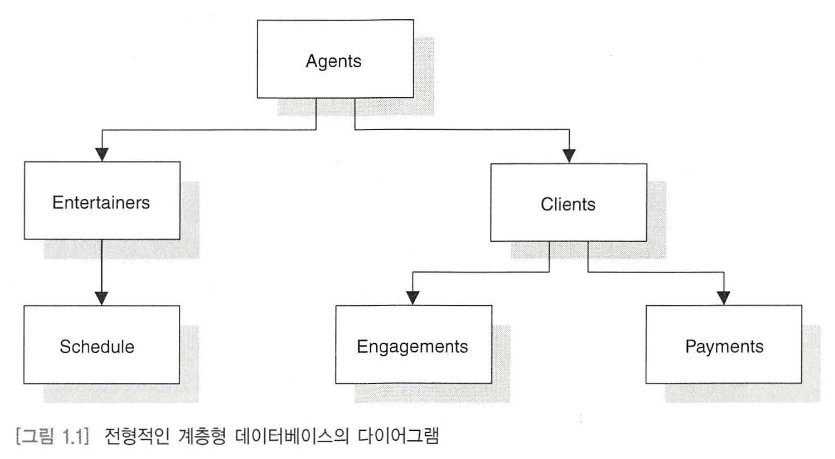 Agents
Entertainers
Clients
Schedule
Engagements
Payments
[그림 1.1] 전형적인 계층형 데이터베이스의 다이어그램